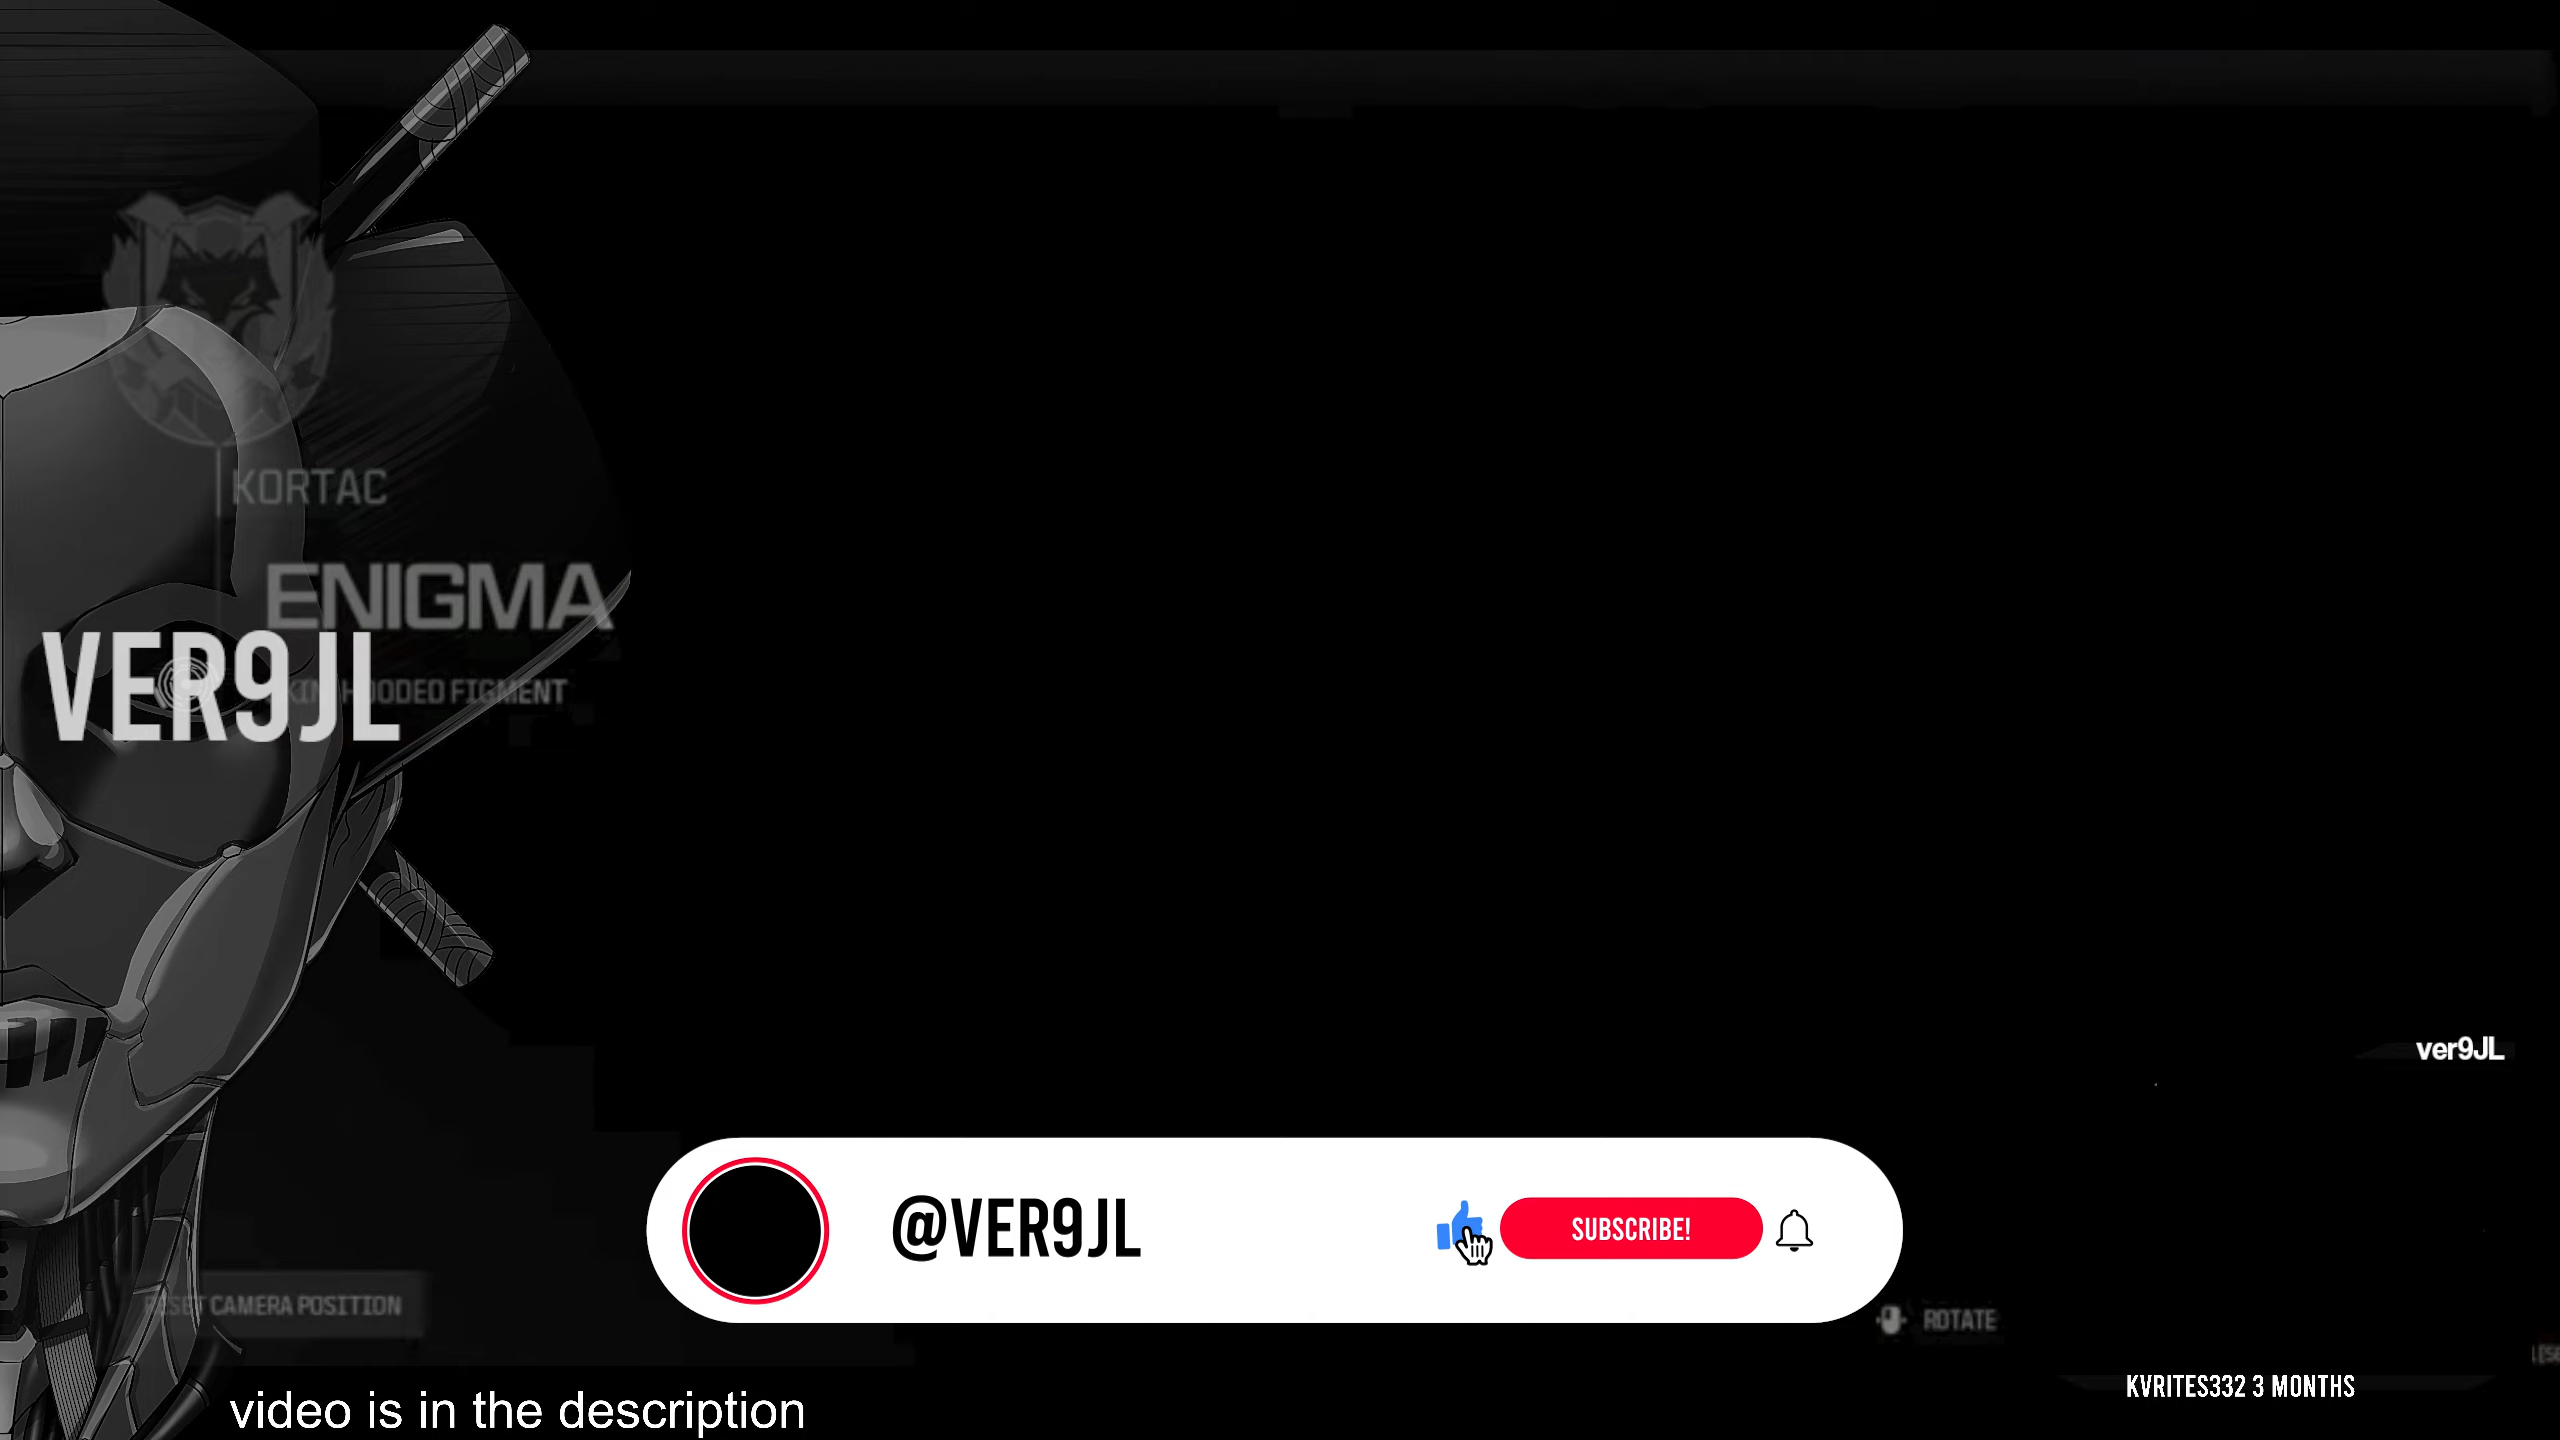 KORTAC
ENIGMA
VER9JL
HOODED FIGMENT
ver9JL
@VER9JL
SUBSCRIBE!
RESET CAMERA POSITION
ROTATE
KVRITES332 3 MONTHS
video is in the description